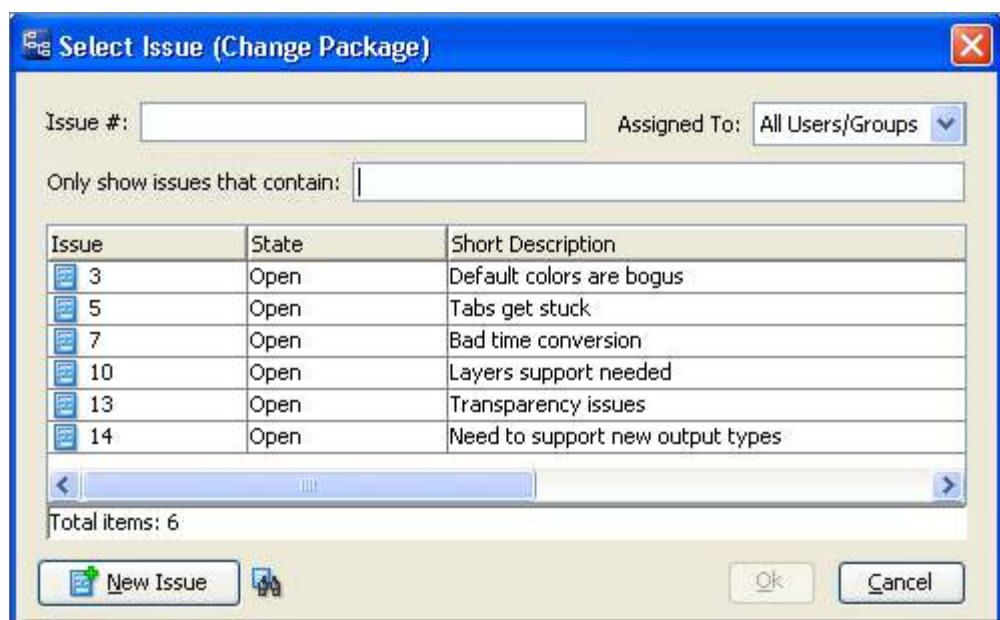 Select Issue (Change Package)
Issue #: Assigned To: All Users/Groups
Only show issues that contain:
Issue State Short Description
3 Open Default colors are bogus
5 Open Tabs get stuck
7 Open Bad time conversion
10 Open Layers support needed
13 Open Transparency issues
14 Open Need to support new output types
Total items: 6
New Issue Ok Cancel